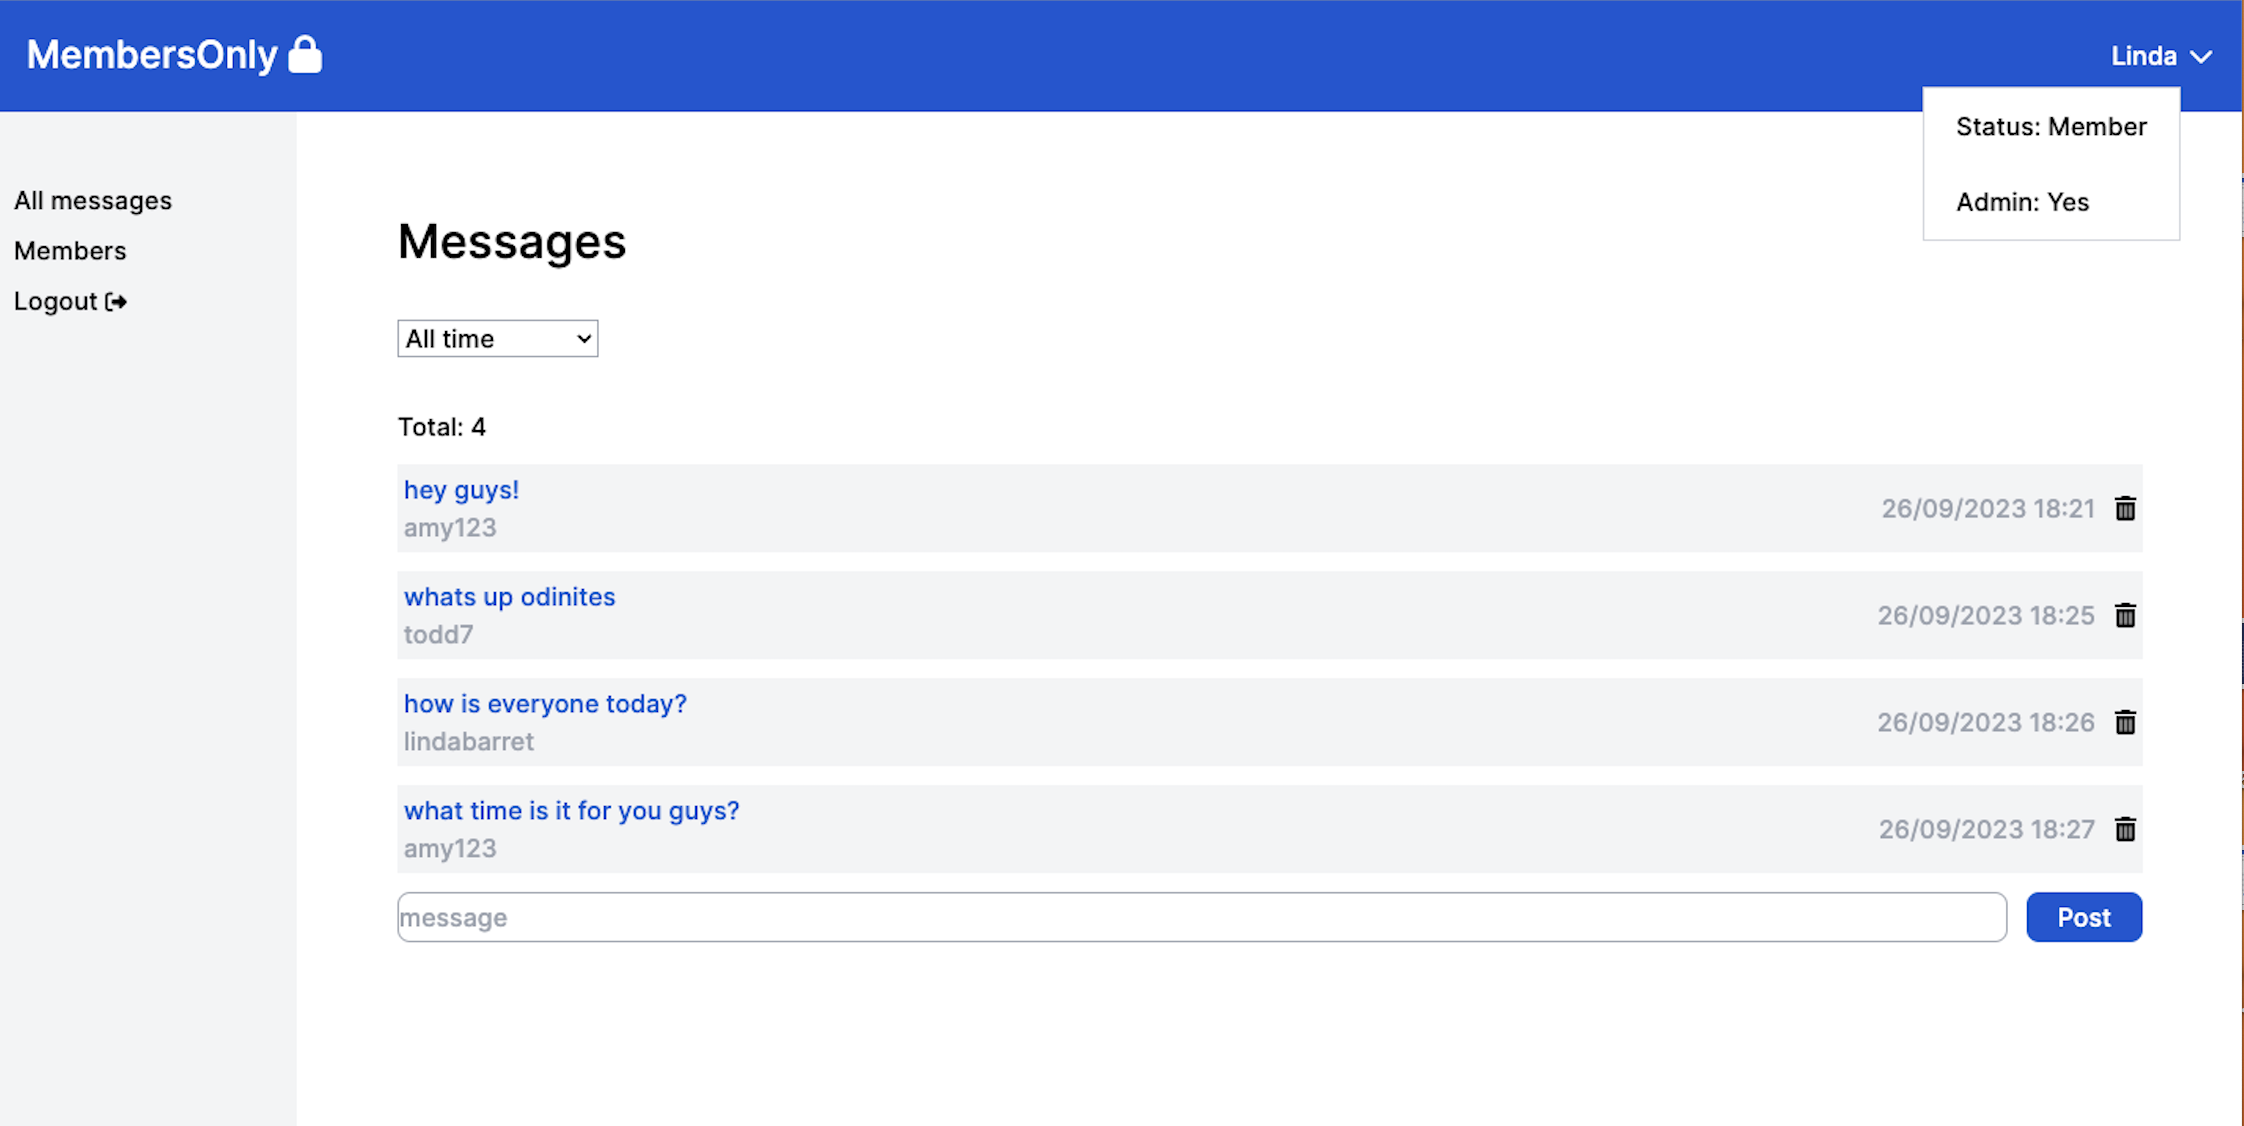 MembersOnly
Linda
Status: Member
Admin: Yes
All messages
Members
Logout
Messages
All time
Total: 4
hey guys!
amy123
26/09/2023 18:21
whats up odinites
todd7
26/09/2023 18:25
how is everyone today?
lindabarret
26/09/2023 18:26
what time is it for you guys?
amy123
26/09/2023 18:27
message
Post